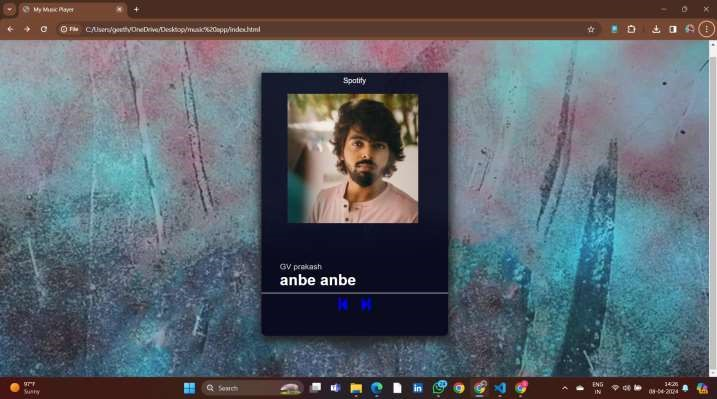 My Music Player
File
C:/Users/geeth/OneDrive/Desktop/music%20app/index.html
Spotify
GV prakash
anbe anbe
97°F
Sunny
Search
ENG
IN
14:26
08-04-2024